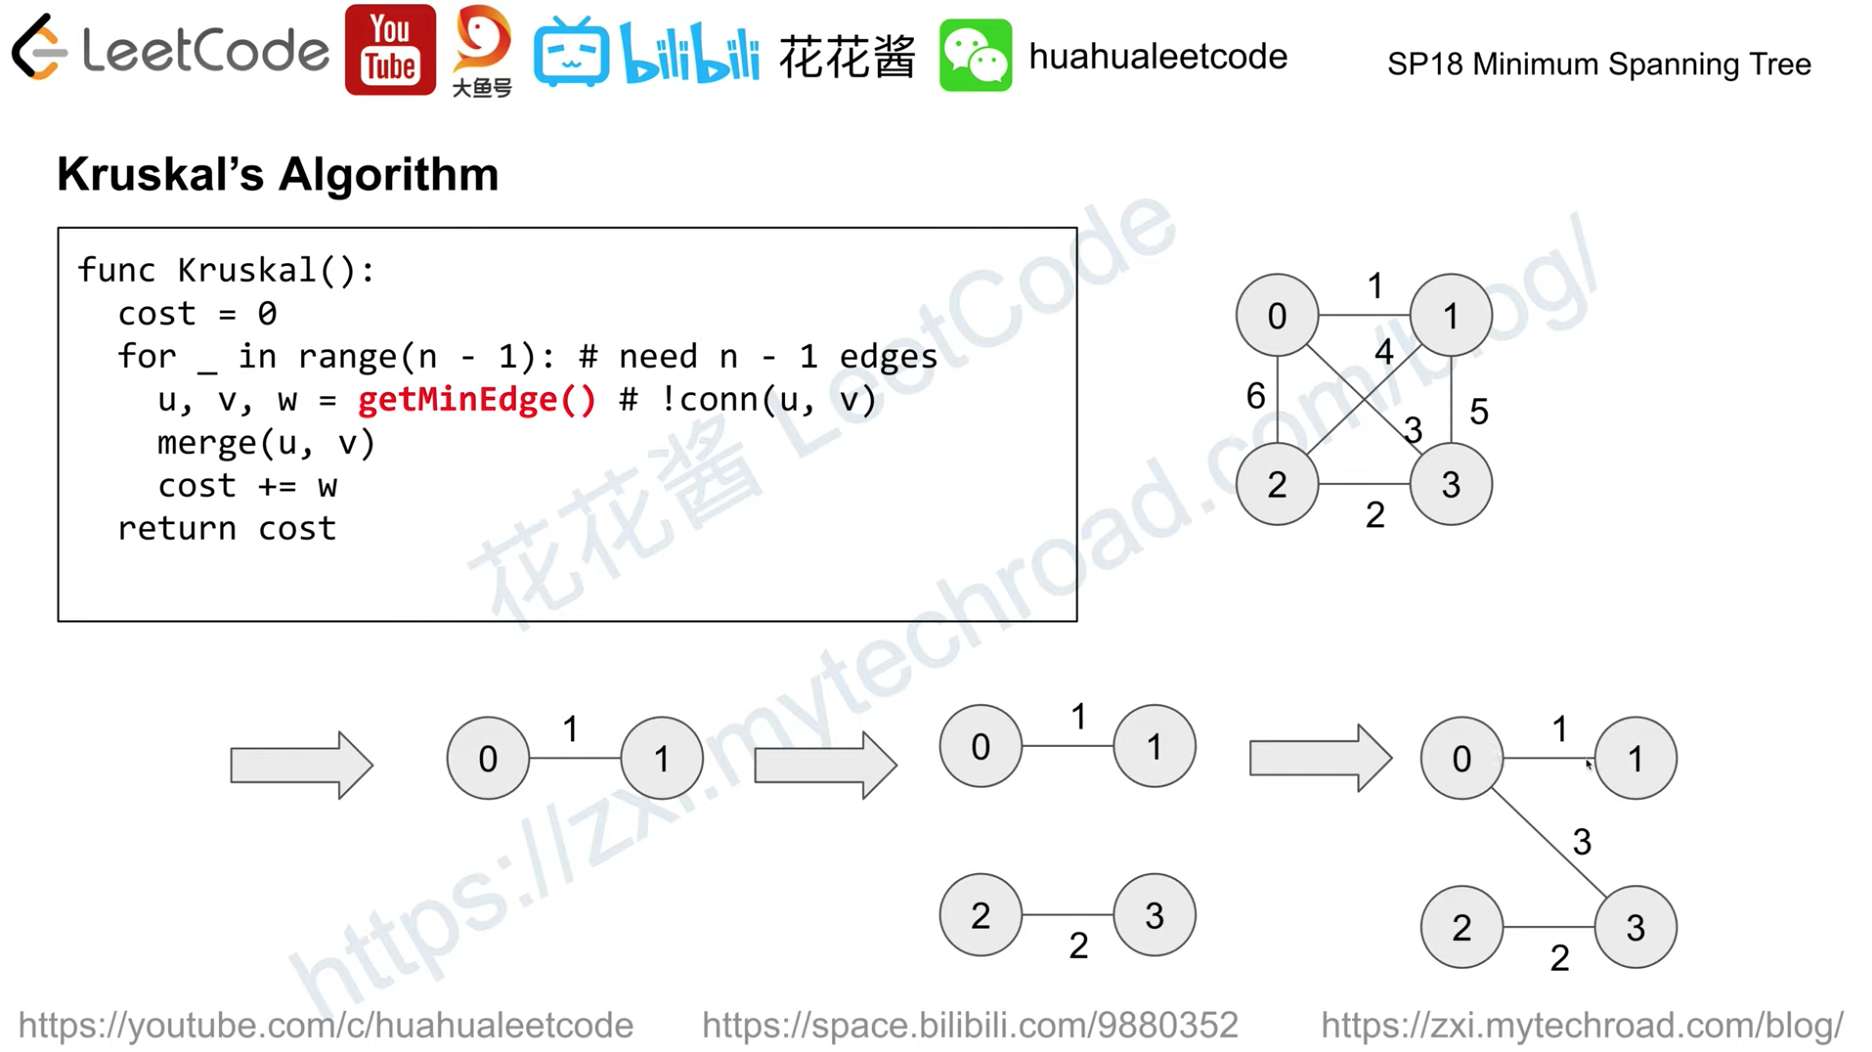 LeetCode You Tube 大鱼号 bilibili 花花酱 huahualeetcode SP18 Minimum Spanning Tree
Kruskal’s Algorithm
func Kruskal():
cost = 0
for _ in range(n - 1): # need n - 1 edges
u, v, w = getMinEdge() # !conn(u, v)
merge(u, v)
cost += w
return cost
1
0 1
4
6 5
3
2 3
2
花花酱 LeetCode
https://zxi.mytechroad.com/blog/
1
0 1
1
0 1
2 3
2
1
0 1
3
2 3
2
https://youtube.com/c/huahualeetcode https://space.bilibili.com/9880352 https://zxi.mytechroad.com/blog/